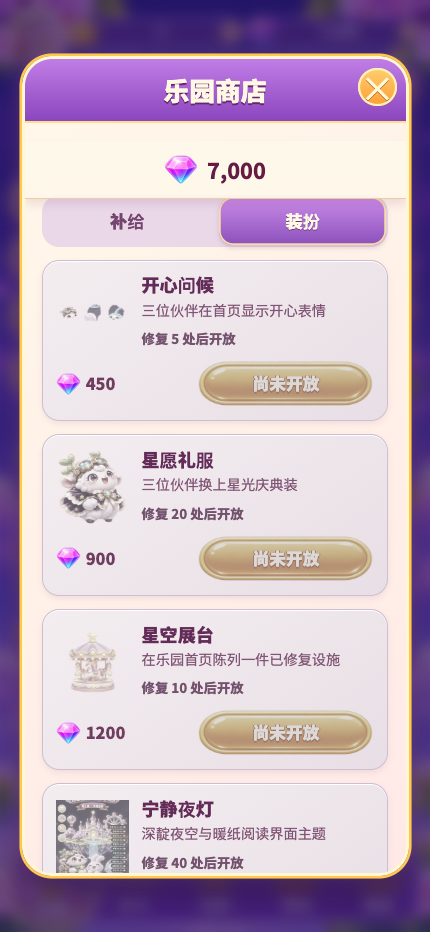 乐园商店
7,000
补给
装扮
开心问候
三位伙伴在首页显示开心表情
修复 5 处后开放
450
尚未开放
星愿礼服
三位伙伴换上星光庆典装
修复 20 处后开放
900
尚未开放
星空展台
在乐园首页陈列一件已修复设施
修复 10 处后开放
1200
尚未开放
宁静夜灯
深靛夜空与暖纸阅读界面主题
修复 40 处后开放